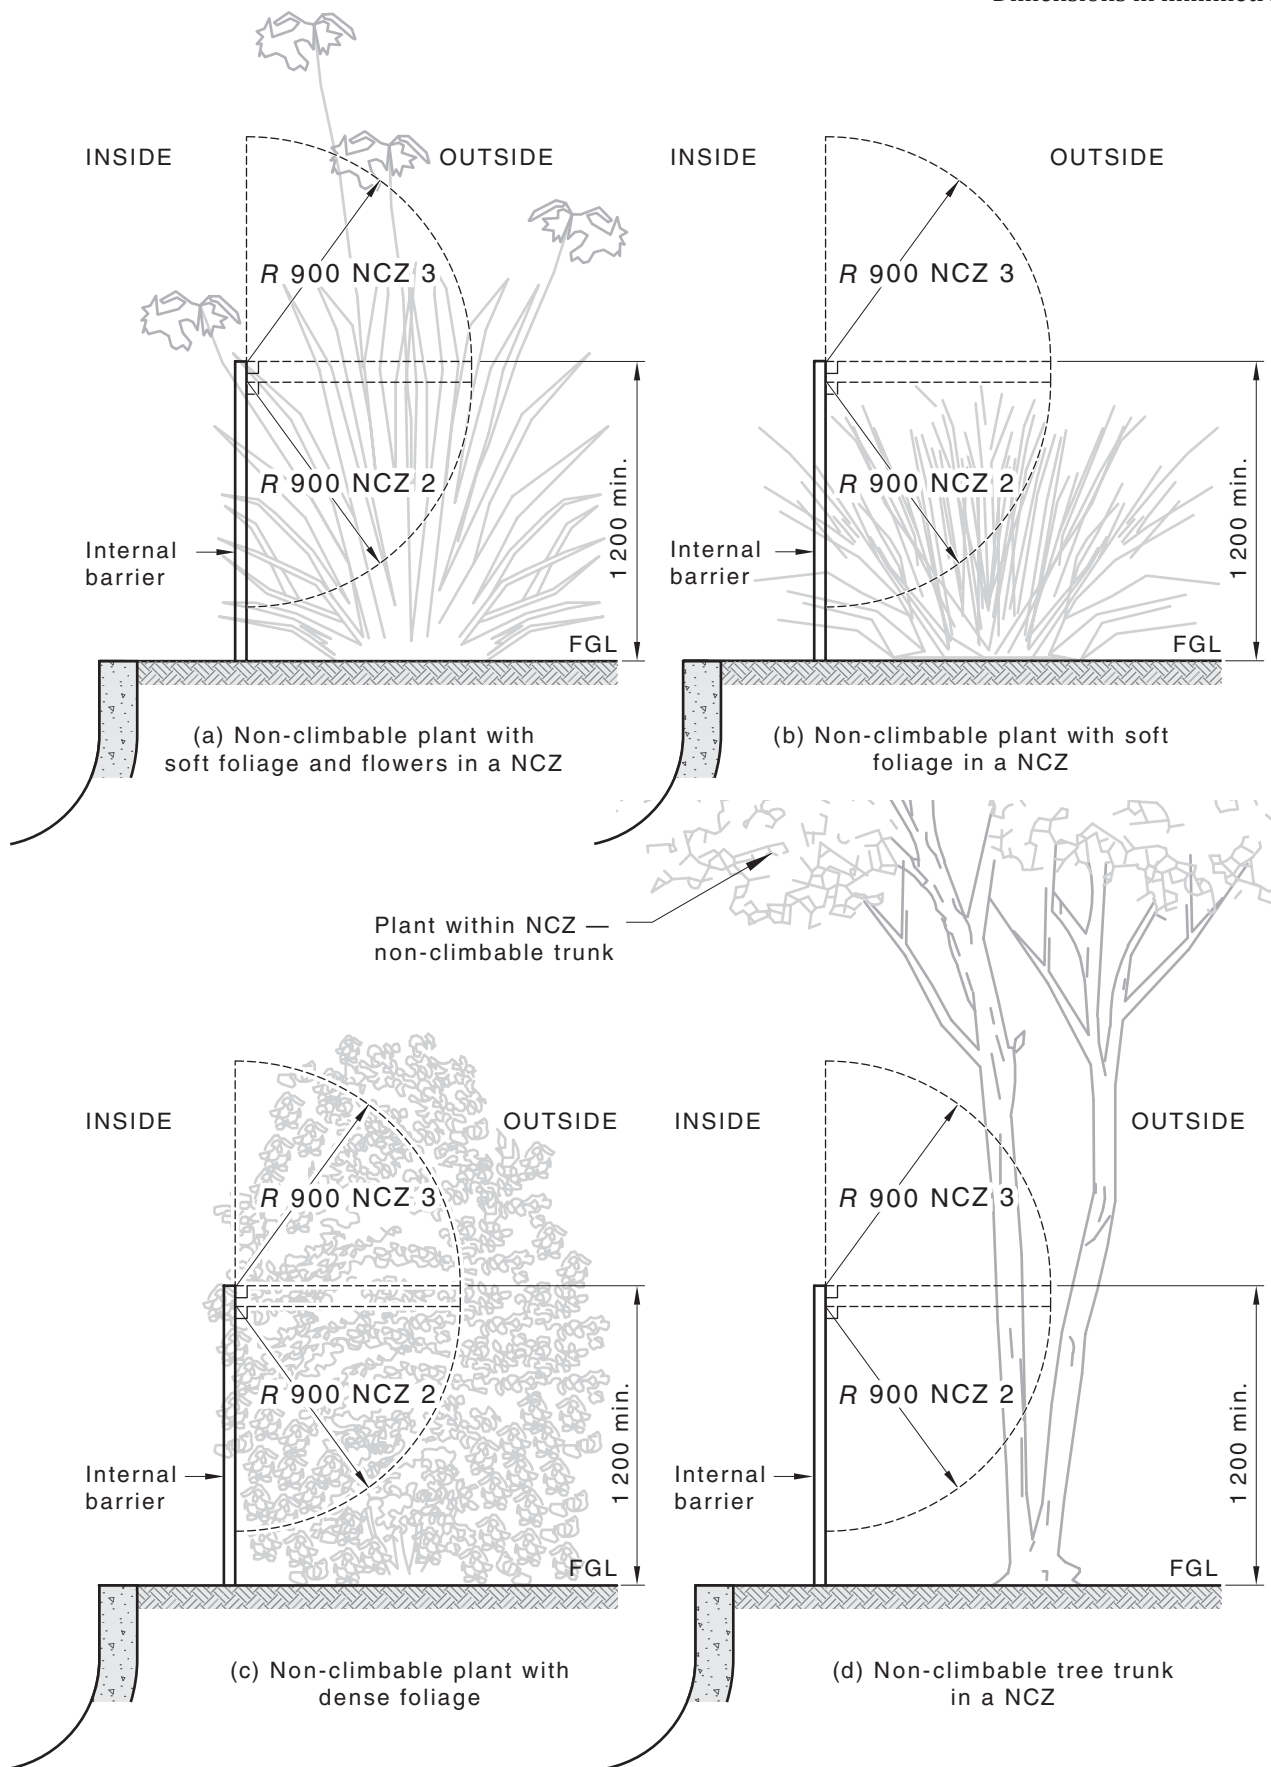 INSIDE
OUTSIDE
R 900 NCZ 3
R 900 NCZ 2
1 200 min.
Internal
barrier
FGL
(a) Non-climbable plant with
soft foliage and flowers in a NCZ
INSIDE
OUTSIDE
R 900 NCZ 3
R 900 NCZ 2
1 200 min.
Internal
barrier
FGL
(b) Non-climbable plant with soft
foliage in a NCZ
Plant within NCZ —
non-climbable trunk
INSIDE
OUTSIDE
R 900 NCZ 3
R 900 NCZ 2
1 200 min.
Internal
barrier
FGL
(c) Non-climbable plant with
dense foliage
INSIDE
OUTSIDE
R 900 NCZ 3
R 900 NCZ 2
1 200 min.
Internal
barrier
FGL
(d) Non-climbable tree trunk
in a NCZ